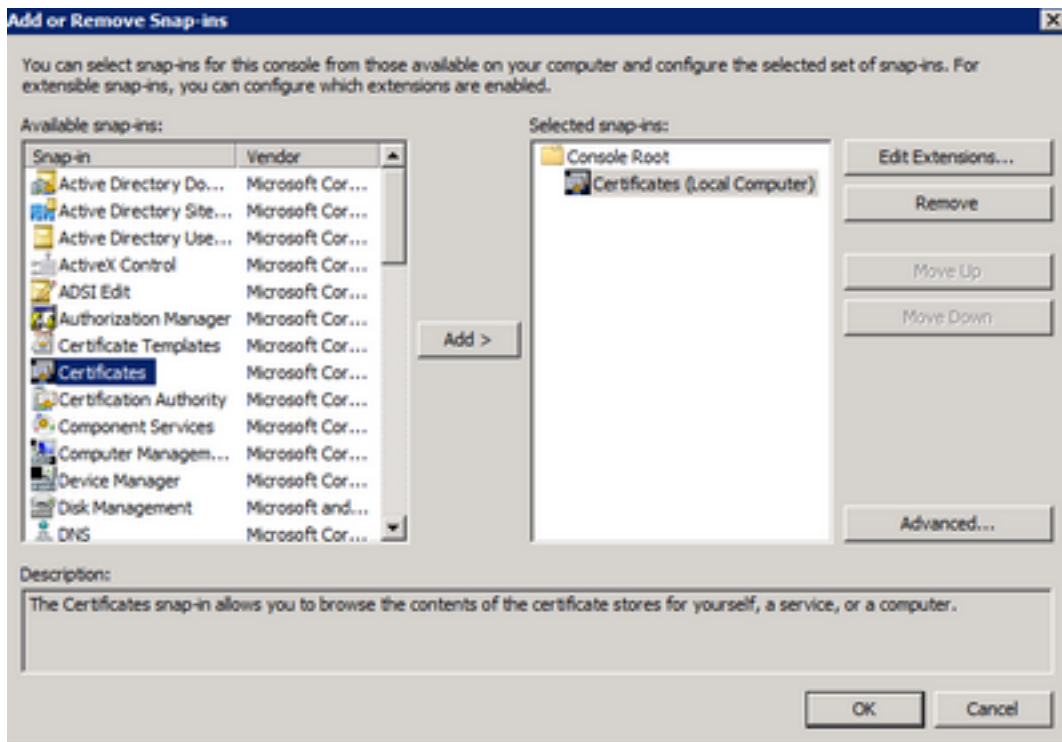 Add or Remove Snap-ins
You can select snap-ins for this console from those available on your computer and configure the selected set of snap-ins. For
extensible snap-ins, you can configure which extensions are enabled.
Available snap-ins:
Snap-in Vendor
Active Directory Do... Microsoft Cor...
Active Directory Site... Microsoft Cor...
Active Directory Use... Microsoft Cor...
ActiveX Control Microsoft Cor...
ADSI Edit Microsoft Cor...
Authorization Manager Microsoft Cor...
Certificate Templates Microsoft Cor...
Certificates Microsoft Cor...
Certification Authority Microsoft Cor...
Component Services Microsoft Cor...
Computer Managem... Microsoft Cor...
Device Manager Microsoft Cor...
Disk Management Microsoft and...
DNS Microsoft Cor...
Add >
Selected snap-ins:
Console Root
Certificates (Local Computer)
Edit Extensions...
Remove
Move Up
Move Down
Advanced...
Description:
The Certificates snap-in allows you to browse the contents of the certificate stores for yourself, a service, or a computer.
OK
Cancel